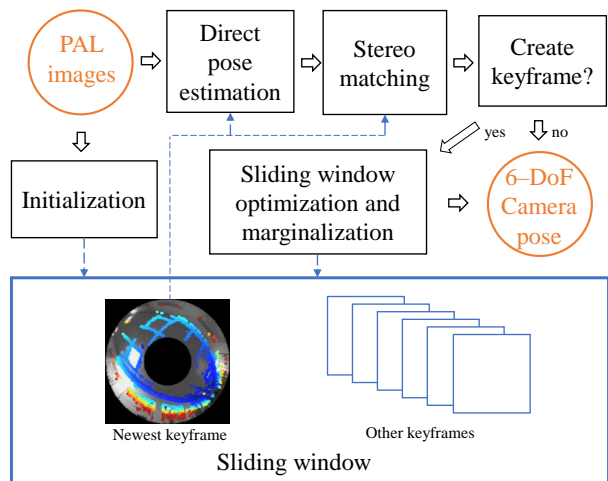 PAL
images
Direct
pose
estimation
Stereo
matching
Create
keyframe?
yes
no
Initialization
Sliding window
optimization and
marginalization
6–DoF
Camera
pose
Newest keyframe
Other keyframes
Sliding window